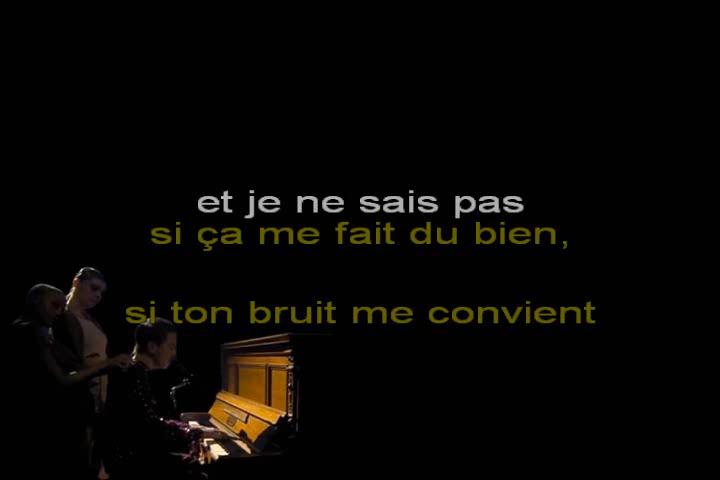 et je ne sais pas
si ça me fait du bien,
si ton bruit me convient